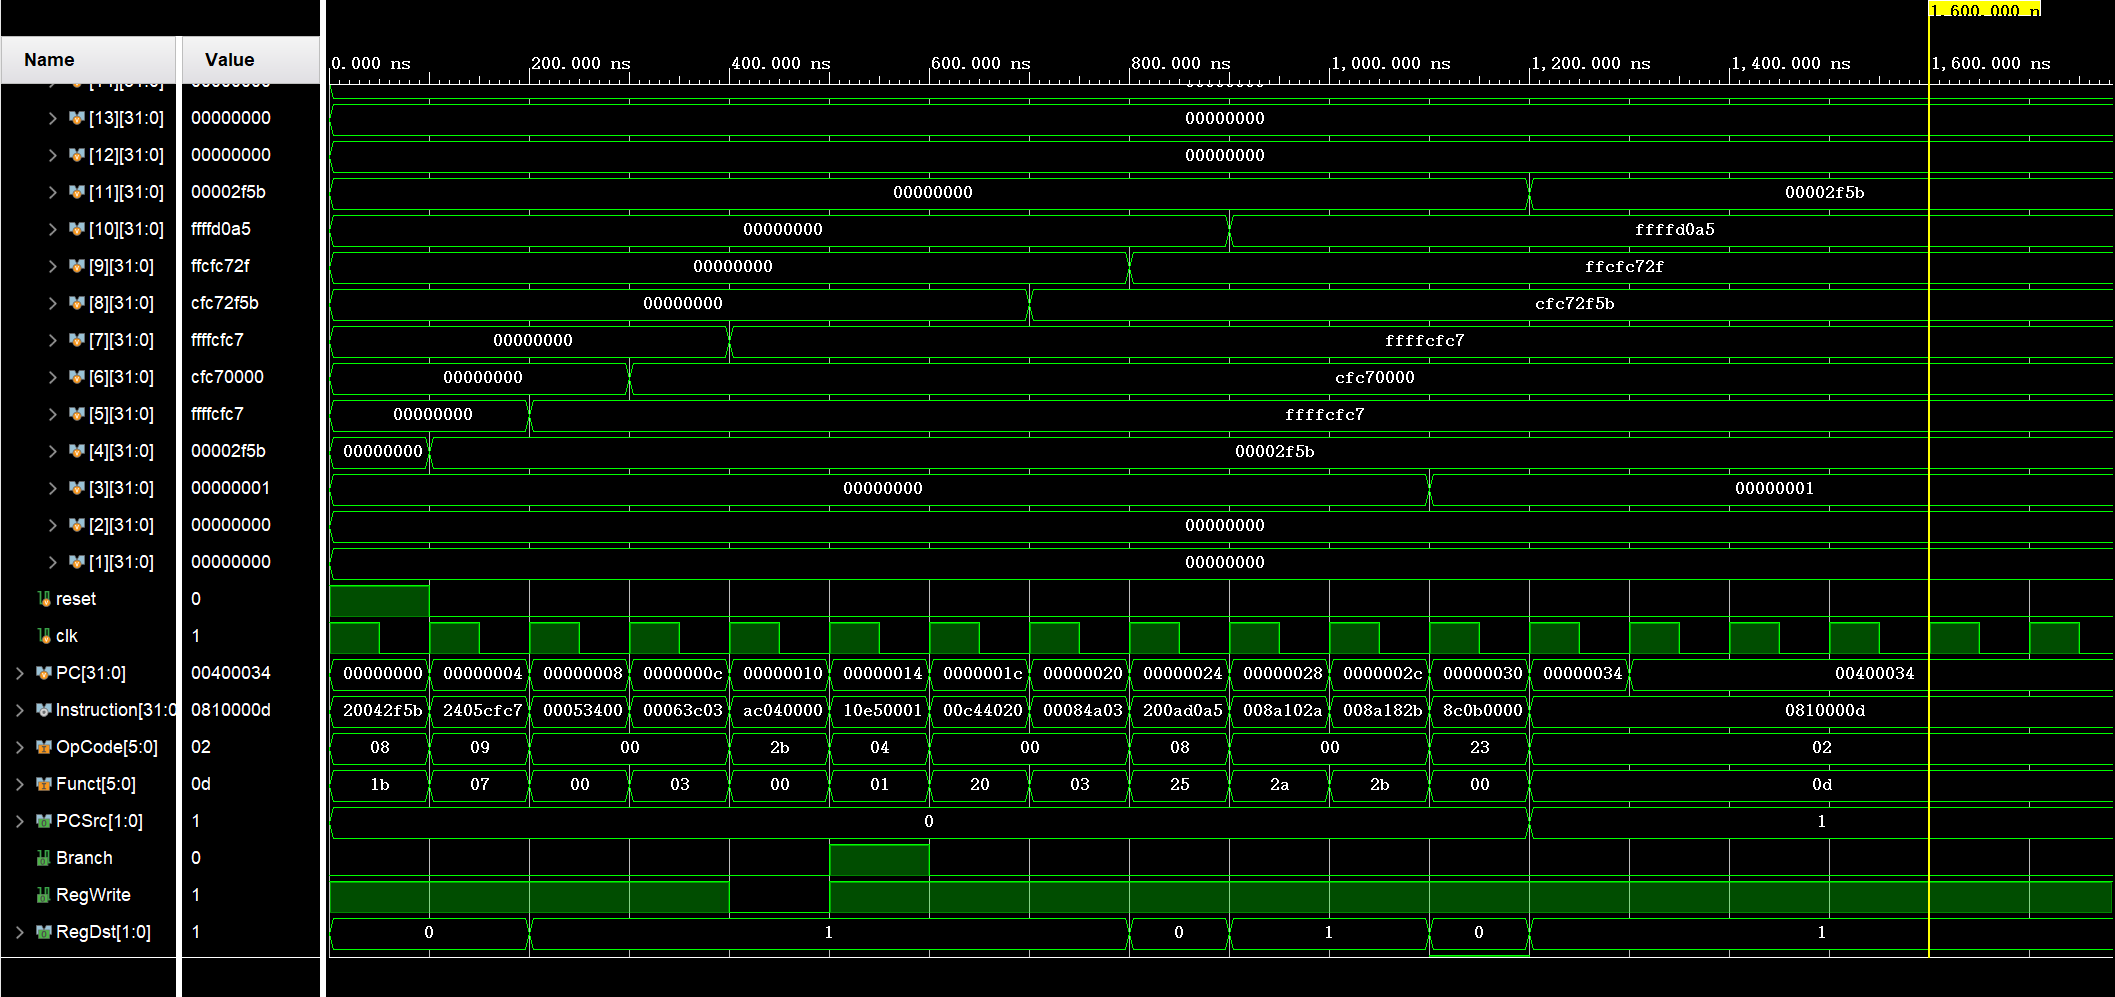 1,600.000 n
Name Value
0.000 ns 200.000 ns 400.000 ns 600.000 ns 800.000 ns 1,000.000 ns 1,200.000 ns 1,400.000 ns 1,600.000 ns
[13][31:0] 00000000 00000000
[12][31:0] 00000000 00000000
[11][31:0] 00002f5b 00000000 00002f5b
[10][31:0] ffffd0a5 00000000 ffffd0a5
[9][31:0] ffcfc72f 00000000 ffcfc72f
[8][31:0] cfc72f5b 00000000 cfc72f5b
[7][31:0] ffffcfc7 00000000 ffffcfc7
[6][31:0] cfc70000 00000000 cfc70000
[5][31:0] ffffcfc7 00000000 ffffcfc7
[4][31:0] 00002f5b 00000000 00002f5b
[3][31:0] 00000001 00000000 00000001
[2][31:0] 00000000 00000000
[1][31:0] 00000000 00000000
reset 0
clk 1
PC[31:0] 00400034 00000000 00000004 00000008 0000000c 00000010 00000014 0000001c 00000020 00000024 00000028 0000002c 00000030 00000034 00400034
Instruction[31:0 0810000d 20042f5b 2405cfc7 00053400 00063c03 ac040000 10e50001 00c44020 00084a03 200ad0a5 008a102a 008a182b 8c0b0000 0810000d
OpCode[5:0] 02 08 09 00 2b 04 00 08 00 23 02
Funct[5:0] 0d 1b 07 00 03 00 01 20 03 25 2a 2b 00 0d
PCSrc[1:0] 1 0 1
Branch 0
RegWrite 1
RegDst[1:0] 1 0 1 0 1 0 1